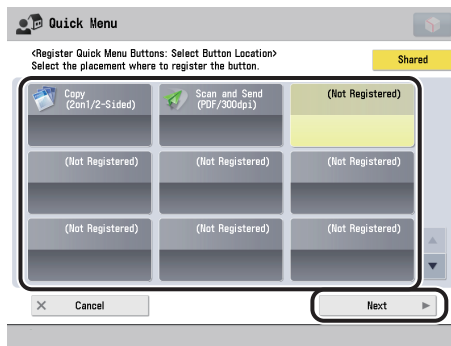 Quick Menu
<Register Quick Menu Buttons: Select Button Location>
Select the placement where to register the button.
Shared
Copy
(2on1/2-Sided)
Scan and Send
(PDF/300dpi)
(Not Registered)
(Not Registered)
(Not Registered)
(Not Registered)
(Not Registered)
(Not Registered)
(Not Registered)
Cancel
Next